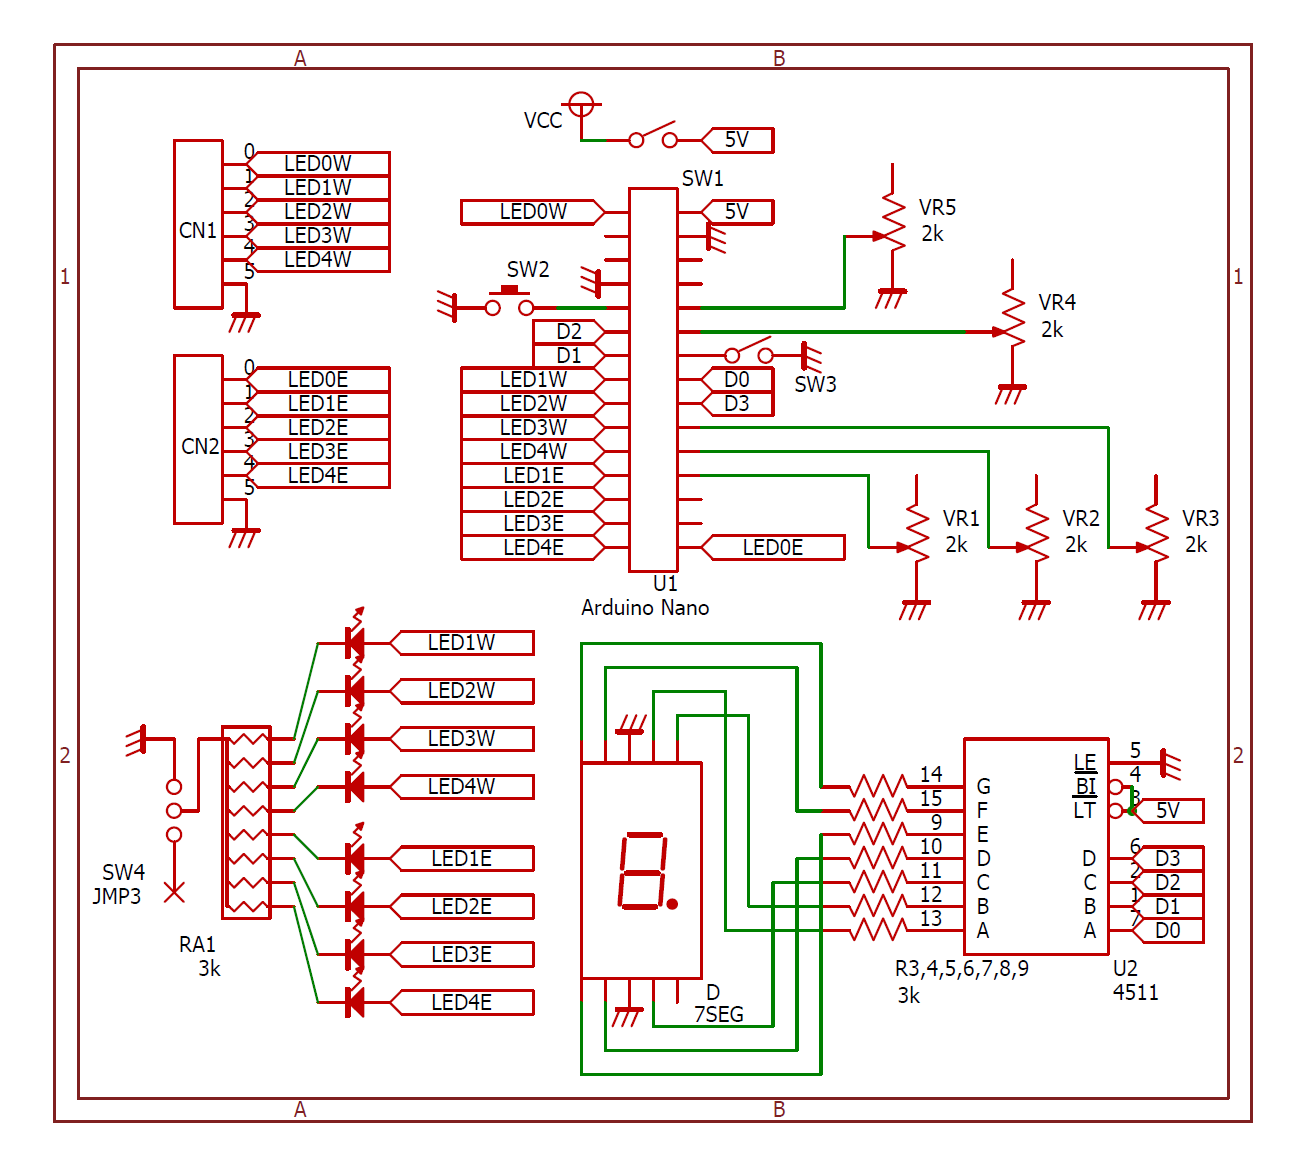 A
B
VCC
5V
SW1
CN1
0
LED0W
1
LED1W
2
LED2W
3
LED3W
4
LED4W
5
LED0W
5V
VR5
2k
1
1
SW2
VR4
2k
D2
D1
SW3
CN2
0
LED0E
1
LED1E
2
LED2E
3
LED3E
4
LED4E
5
LED1W
LED2W
LED3W
LED4W
LED1E
LED2E
LED3E
LED4E
D0
D3
LED0E
VR1
2k
VR2
2k
VR3
2k
U1
Arduino Nano
LED1W
LED2W
LED3W
LED4W
LED1E
LED2E
LED3E
LED4E
2
2
SW4
JMP3
RA1
3k
D
7SEG
14
15
9
10
11
12
13
G
F
E
D
C
B
A
LE
BI
LT
D
C
B
A
5
4
3
5V
6
D3
2
D2
1
D1
7
D0
R3,4,5,6,7,8,9
3k
U2
4511
A
B